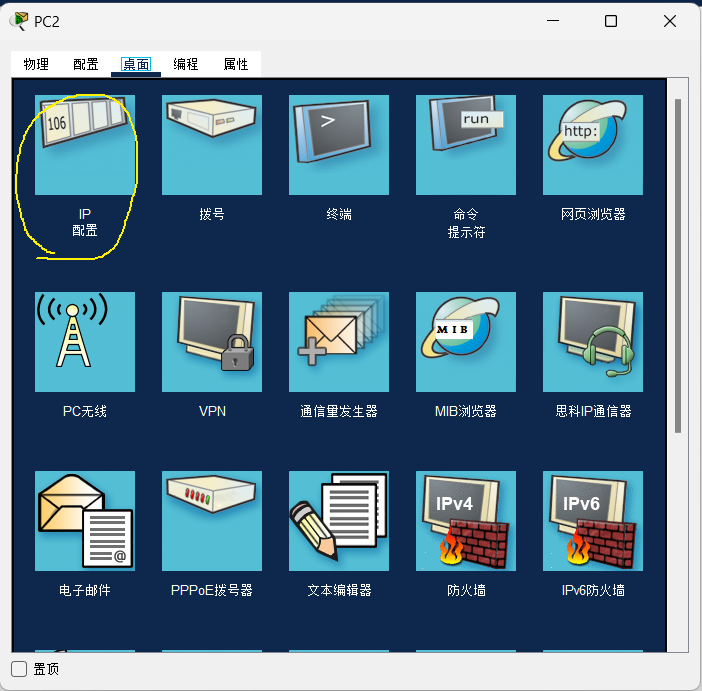 PC2
物理 配置 桌面 编程 属性
106
>
run
http:
IP
配置
拨号
终端
命令
提示符
网页浏览器
MIB
PC无线
VPN
通信量发生器
MIB浏览器
思科IP通信器
@
IPv4
IPv6
电子邮件
PPPoE拨号器
文本编辑器
防火墙
IPv6防火墙
置顶